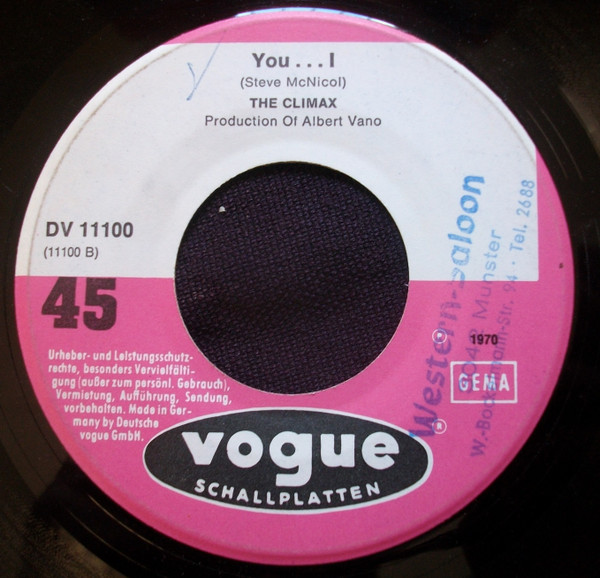 You...I
(Steve McNicol)
THE CLIMAX
Production Of Albert Vano
DV 11100
(11100 B)
45
Urheber- und Leistungsschutz-
rechte, besonders Vervielfälti-
gung (außer zum persönl. Gebrauch),
Vermietung, Aufführung, Sendung,
vorbehalten. Made in Ger-
many by Deutsche
vogue GmbH.
℗ 1970
GEMA
vogue ®
SCHALLPLATTEN
Western-Saloon
Münster
Str. 94 · Tel. 2688